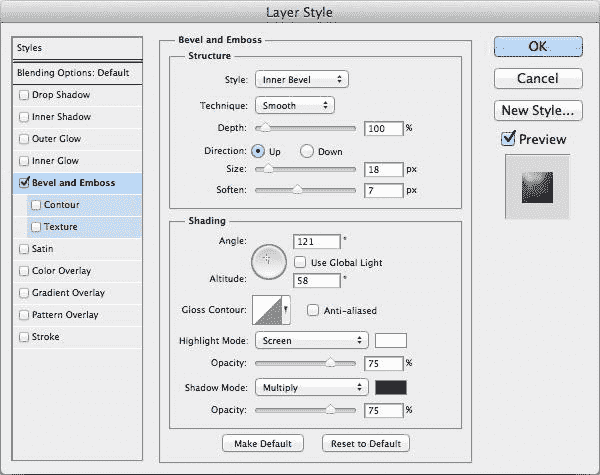 Layer Style
Styles
Blending Options: Default
Drop Shadow
Inner Shadow
Outer Glow
Inner Glow
Bevel and Emboss
Contour
Texture
Satin
Color Overlay
Gradient Overlay
Pattern Overlay
Stroke
Bevel and Emboss
Structure
Style: Inner Bevel
Technique: Smooth
Depth: 100 %
Direction: Up Down
Size: 18 px
Soften: 7 px
Shading
Angle: 121 °
Use Global Light
Altitude: 58 °
Gloss Contour: Anti-aliased
Highlight Mode: Screen
Opacity: 75 %
Shadow Mode: Multiply
Opacity: 75 %
Make Default Reset to Default
OK
Cancel
New Style...
Preview